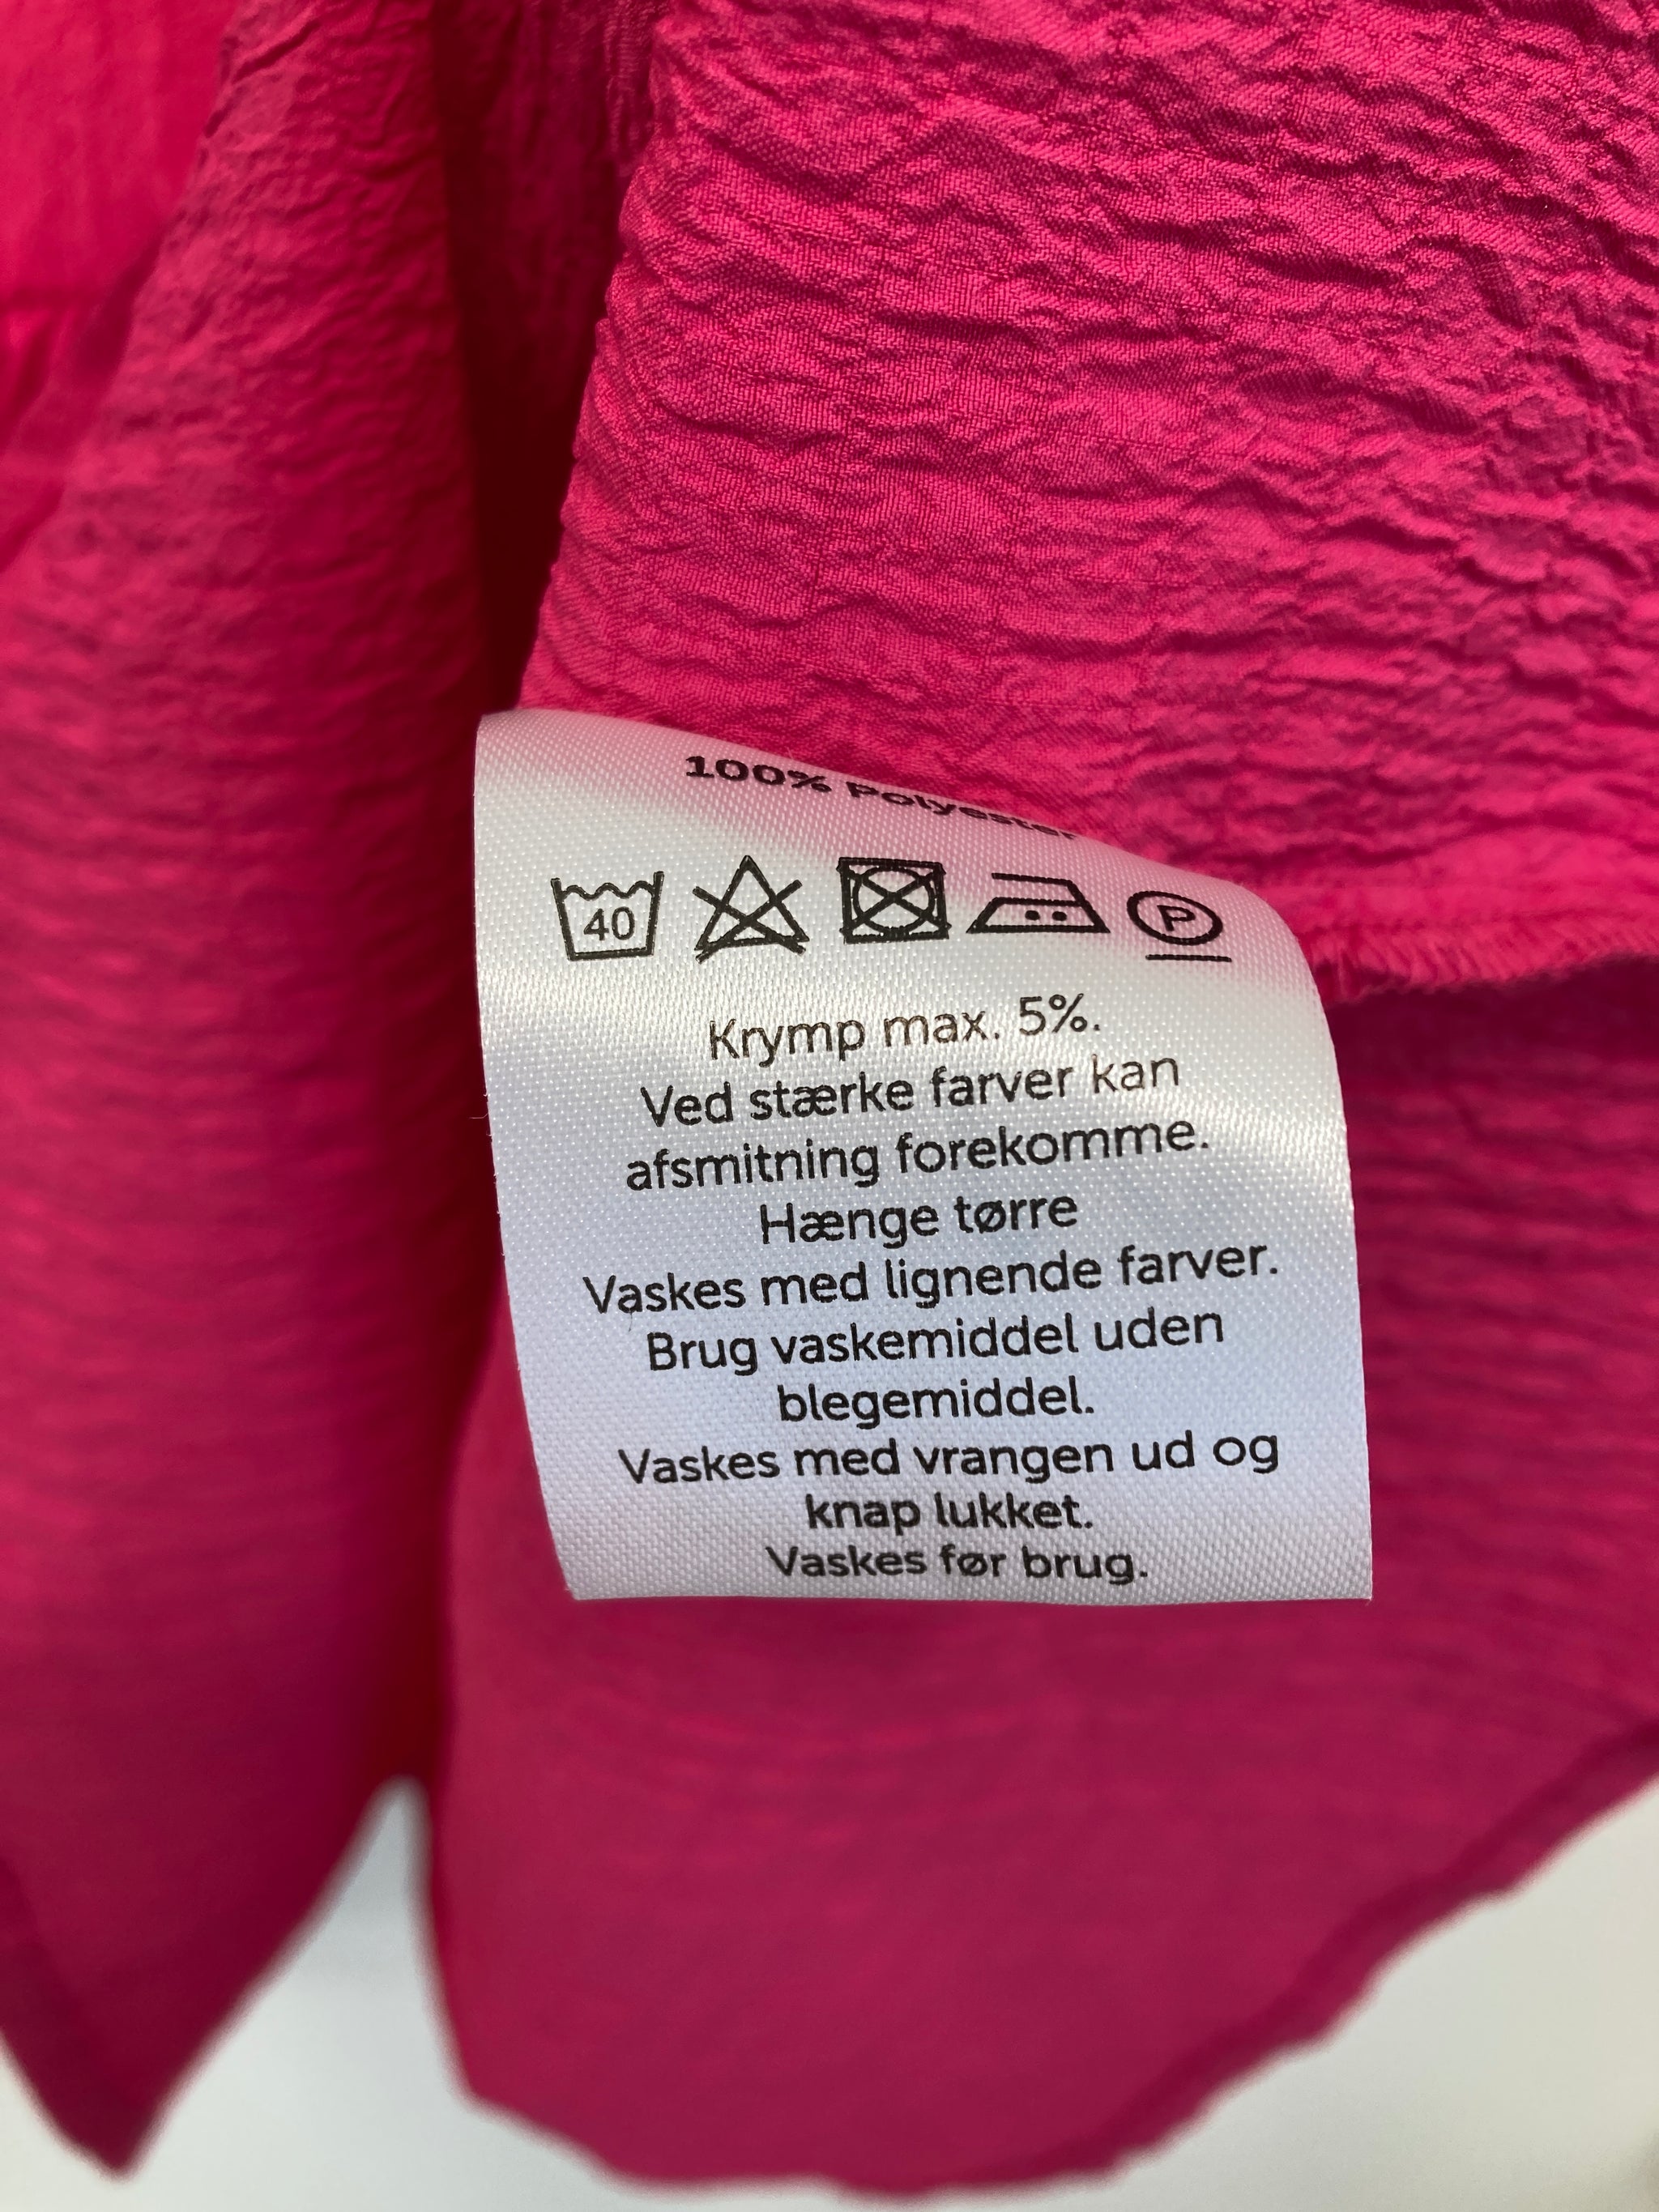 100% Polyester
40
P
Krymp max. 5%.
Ved stærke farver kan
afsmitning forekomme.
Hænge tørre
Vaskes med lignende farver.
Brug vaskemiddel uden
blegemiddel.
Vaskes med vrangen ud og
knap lukket.
Vaskes før brug.